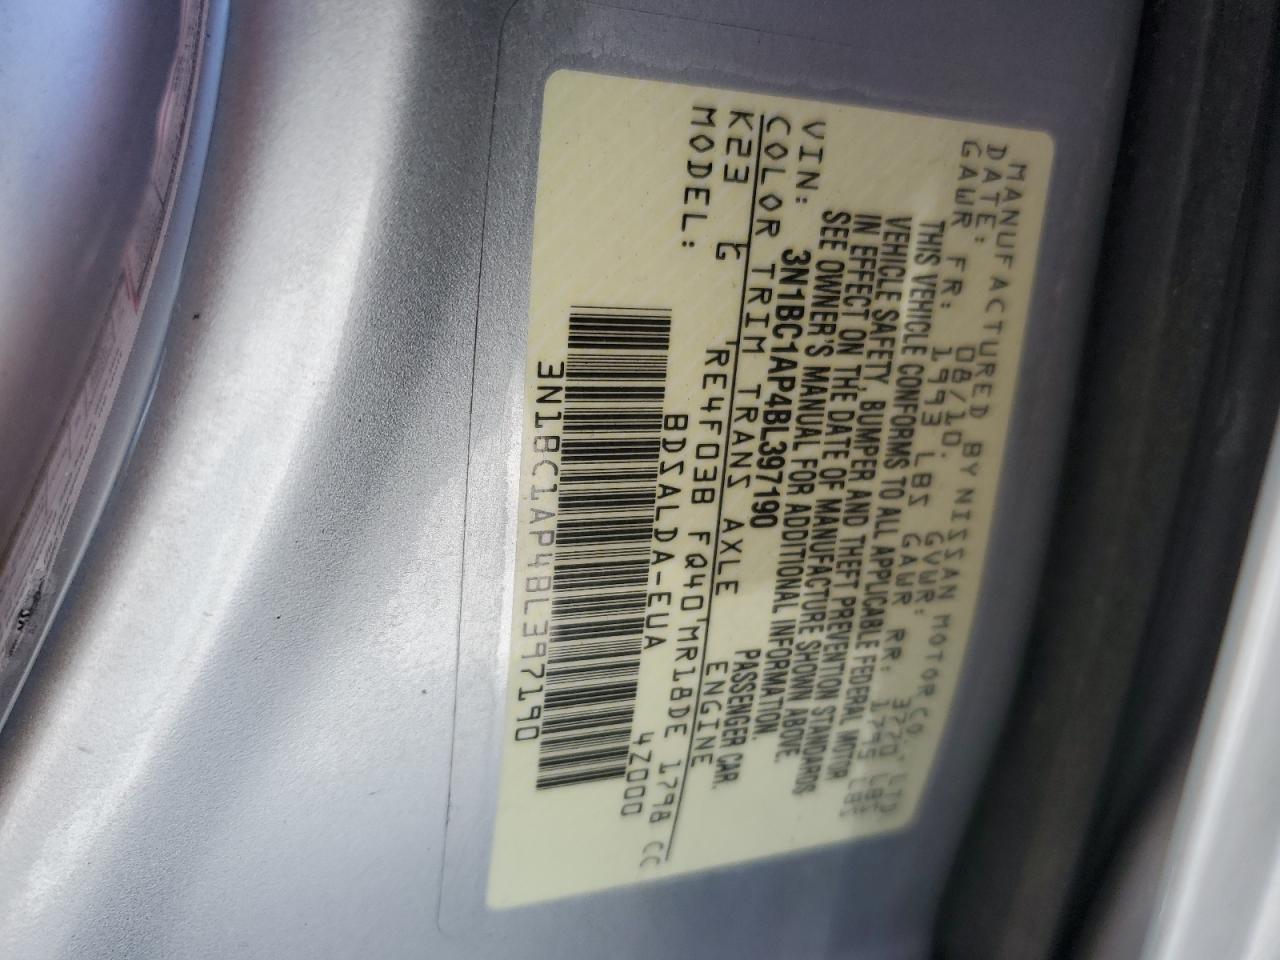 MANUFACTURED BY NISSAN MOTOR CO., LTD.
DATE: 08/10. GVWR: 3720 LBS
GAWR FR: 1993 LBS GAWR RR: 1795 LBS
THIS VEHICLE CONFORMS TO ALL APPLICABLE FEDERAL MOTOR
VEHICLE SAFETY, BUMPER AND THEFT PREVENTION STANDARDS
IN EFFECT ON THE DATE OF MANUFACTURE SHOWN ABOVE.
SEE OWNER'S MANUAL FOR ADDITIONAL INFORMATION
VIN: 3N1BC1AP4BL397190 PASSENGER CAR.
COLOR TRIM TRANS AXLE ENGINE
K23 G RE4F03B FQ40 MR18DE 1798 CC
MODEL: BDSALDA-EUA 4Z000
3N1BC1AP4BL397190